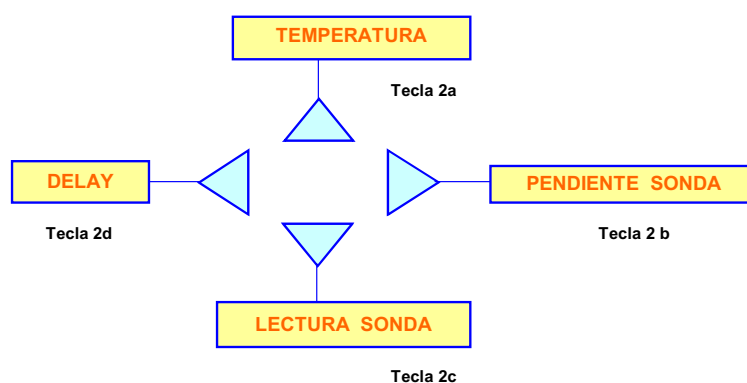 TEMPERATURA
Tecla 2a
DELAY
PENDIENTE SONDA
Tecla 2d
Tecla 2 b
LECTURA SONDA
Tecla 2c